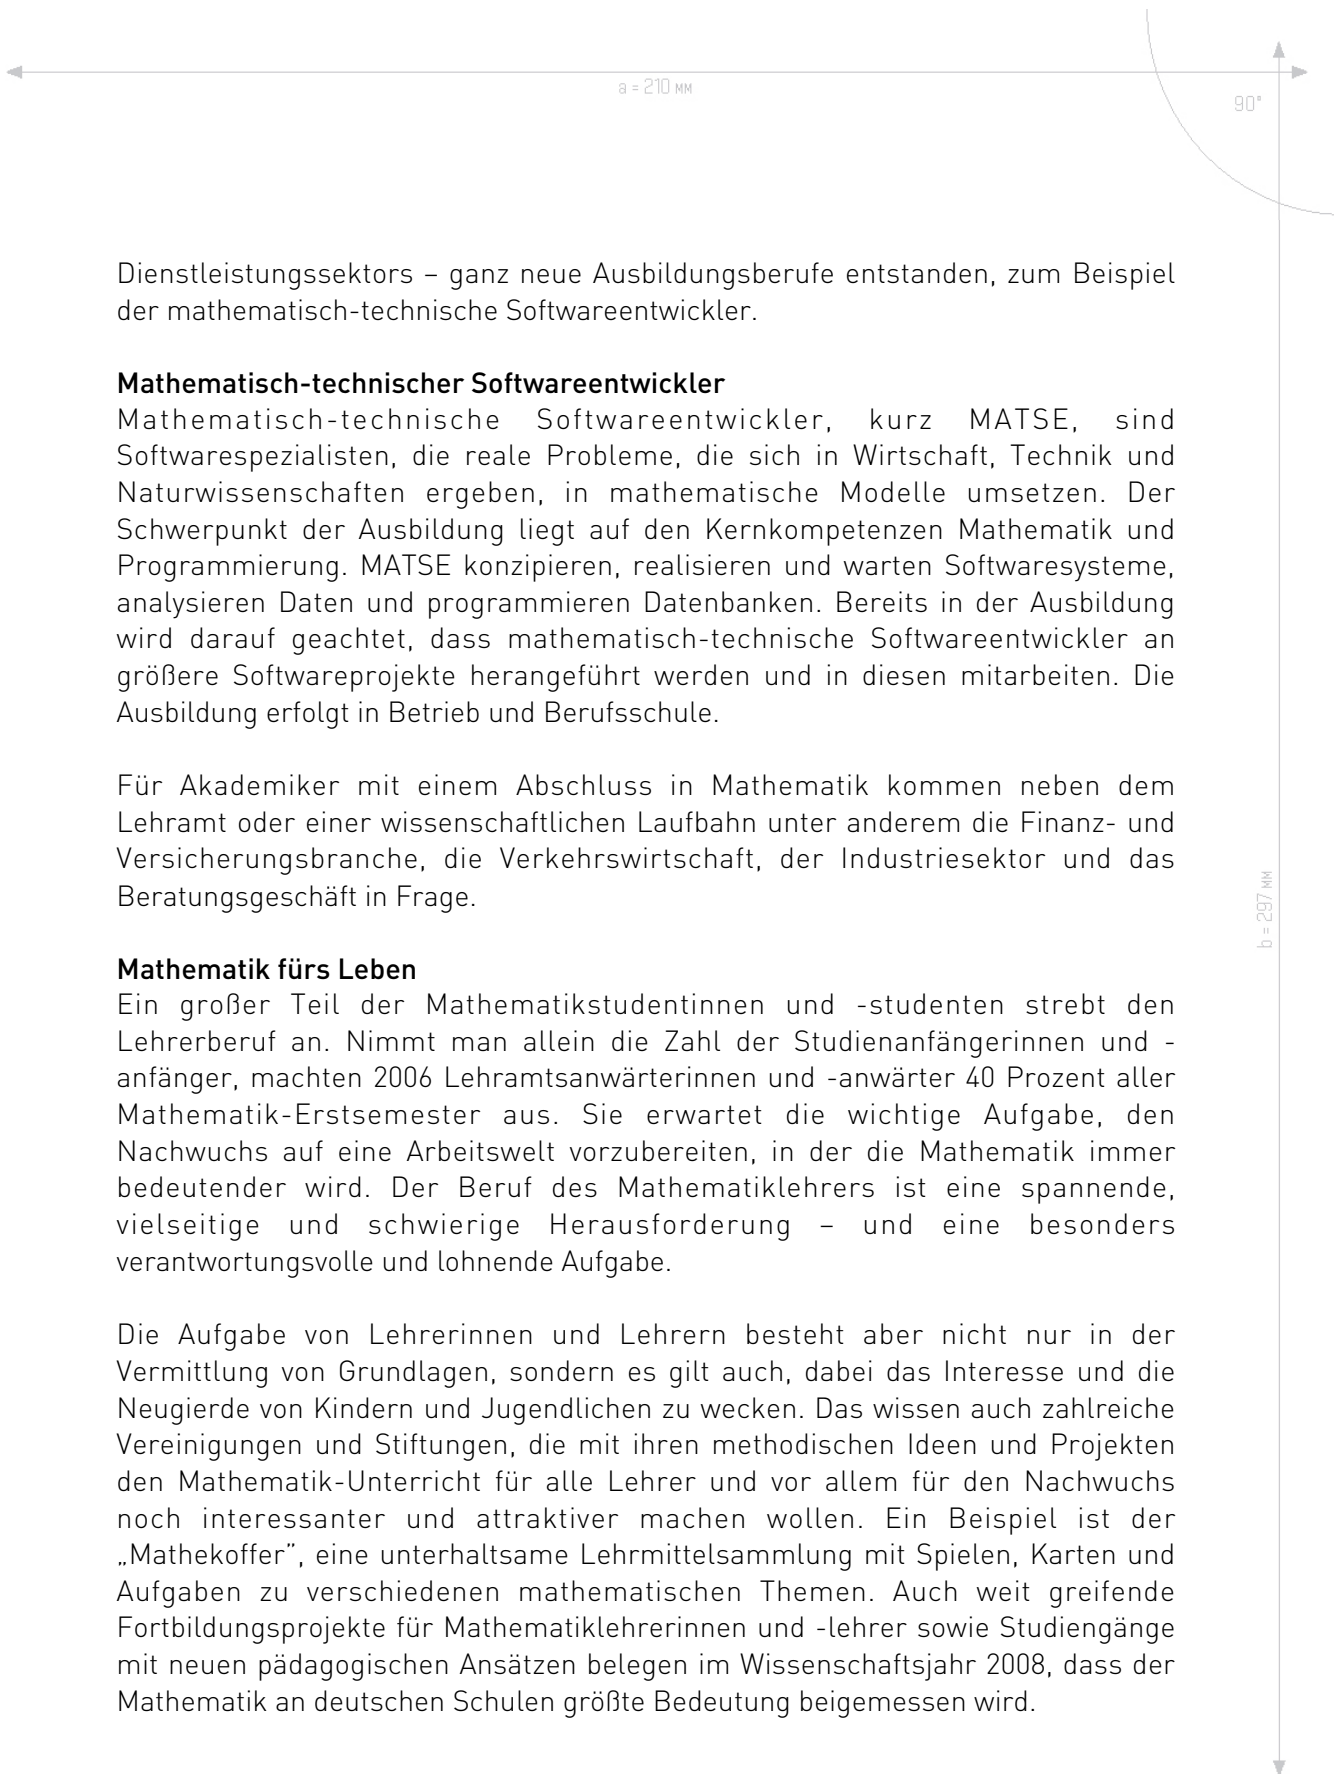 a = 210 MM
90°
Dienstleistungssektors – ganz neue Ausbildungsberufe entstanden, zum Beispiel
der mathematisch-technische Softwareentwickler.
Mathematisch-technischer Softwareentwickler
Mathematisch-technische Softwareentwickler, kurz MATSE, sind
Softwarespezialisten, die reale Probleme, die sich in Wirtschaft, Technik und
Naturwissenschaften ergeben, in mathematische Modelle umsetzen. Der
Schwerpunkt der Ausbildung liegt auf den Kernkompetenzen Mathematik und
Programmierung. MATSE konzipieren, realisieren und warten Softwaresysteme,
analysieren Daten und programmieren Datenbanken. Bereits in der Ausbildung
wird darauf geachtet, dass mathematisch-technische Softwareentwickler an
größere Softwareprojekte herangeführt werden und in diesen mitarbeiten. Die
Ausbildung erfolgt in Betrieb und Berufsschule.
Für Akademiker mit einem Abschluss in Mathematik kommen neben dem
Lehramt oder einer wissenschaftlichen Laufbahn unter anderem die Finanz- und
Versicherungsbranche, die Verkehrswirtschaft, der Industriesektor und das
Beratungsgeschäft in Frage.
b = 297 MM
Mathematik fürs Leben
Ein großer Teil der Mathematikstudentinnen und -studenten strebt den
Lehrerberuf an. Nimmt man allein die Zahl der Studienanfängerinnen und -
anfänger, machten 2006 Lehramtsanwärterinnen und -anwärter 40 Prozent aller
Mathematik-Erstsemester aus. Sie erwartet die wichtige Aufgabe, den
Nachwuchs auf eine Arbeitswelt vorzubereiten, in der die Mathematik immer
bedeutender wird. Der Beruf des Mathematiklehrers ist eine spannende,
vielseitige und schwierige Herausforderung – und eine besonders
verantwortungsvolle und lohnende Aufgabe.
Die Aufgabe von Lehrerinnen und Lehrern besteht aber nicht nur in der
Vermittlung von Grundlagen, sondern es gilt auch, dabei das Interesse und die
Neugierde von Kindern und Jugendlichen zu wecken. Das wissen auch zahlreiche
Vereinigungen und Stiftungen, die mit ihren methodischen Ideen und Projekten
den Mathematik-Unterricht für alle Lehrer und vor allem für den Nachwuchs
noch interessanter und attraktiver machen wollen. Ein Beispiel ist der
„Mathekoffer”, eine unterhaltsame Lehrmittelsammlung mit Spielen, Karten und
Aufgaben zu verschiedenen mathematischen Themen. Auch weit greifende
Fortbildungsprojekte für Mathematiklehrerinnen und -lehrer sowie Studiengänge
mit neuen pädagogischen Ansätzen belegen im Wissenschaftsjahr 2008, dass der
Mathematik an deutschen Schulen größte Bedeutung beigemessen wird.